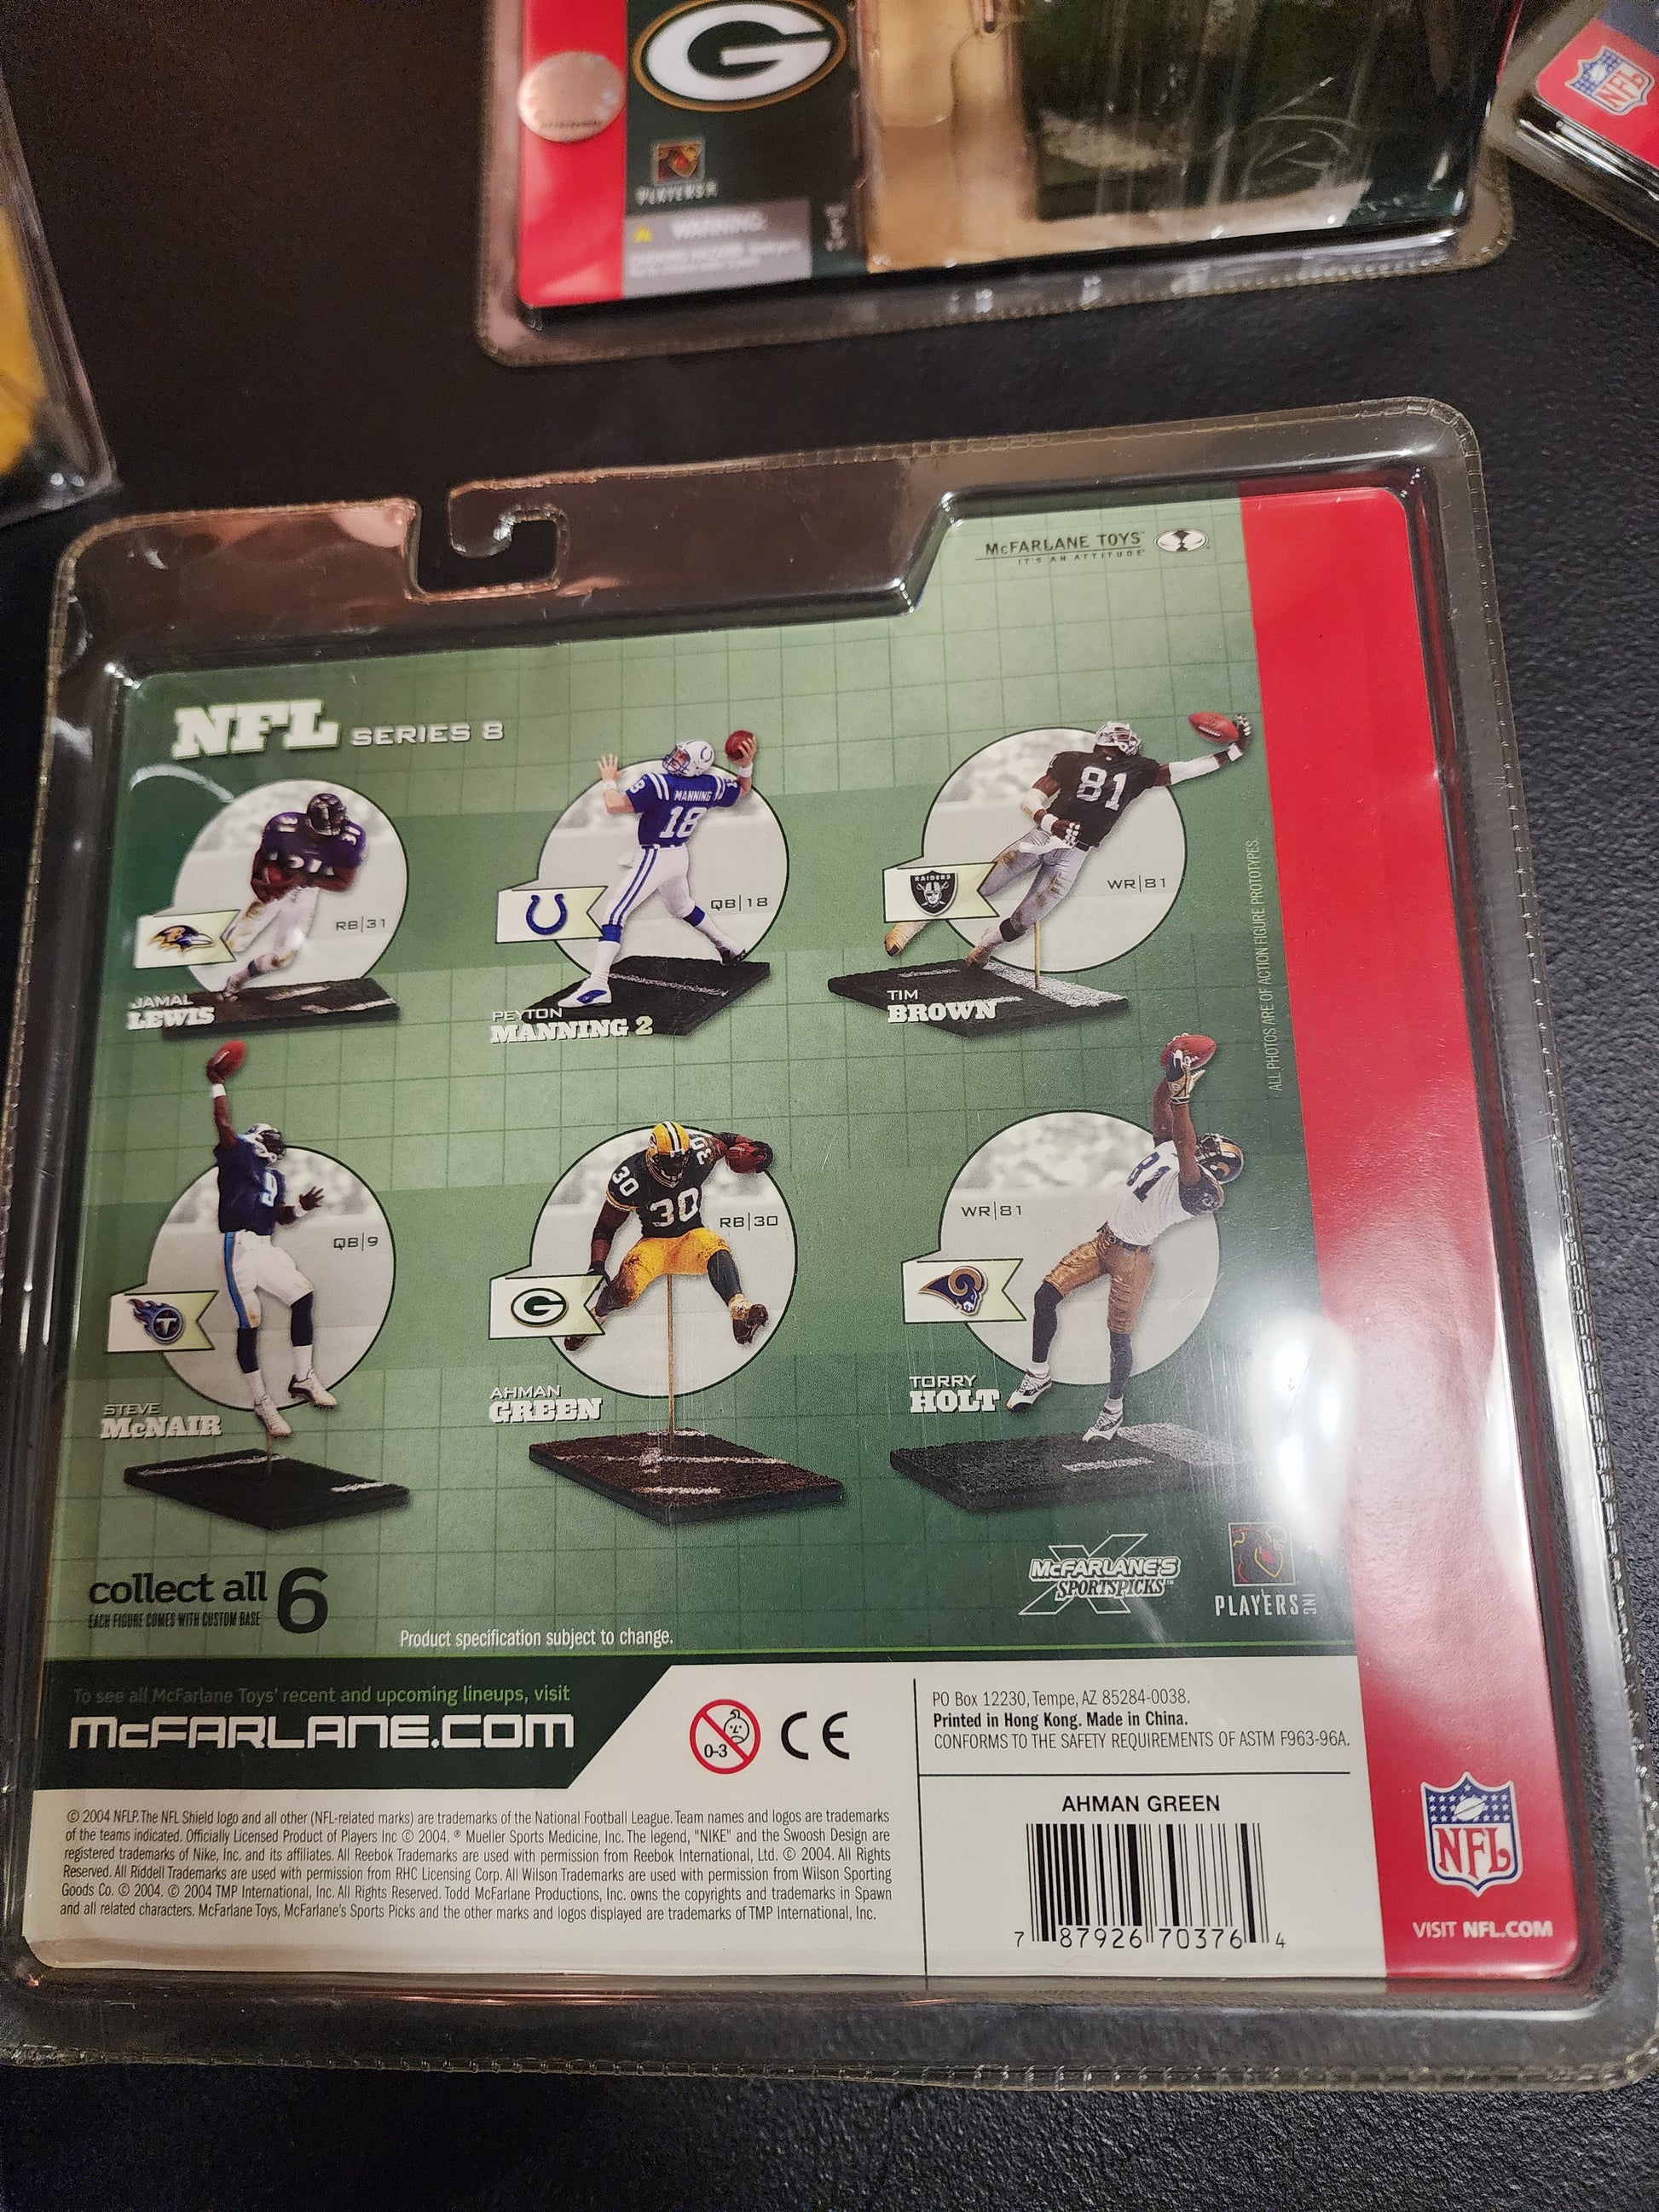 G
NFL
PLAYERS
WARNING:
McFARLANE TOYS
IT'S AN ATTITUDE
NFL SERIES 8
31
31
RB|31
JAMAL
LEWIS
MANNING
18
18
QB|18
PEYTON
MANNING 2
81
RAIDERS
WR|81
TIM
BROWN
ALL PHOTOS ARE OF ACTION FIGURE PROTOTYPES.
9
QB|9
T
STEVE
McNAIR
30
30
30
RB|30
G
AHMAN
GREEN
81
WR|81
TORRY
HOLT
collect all 6
EACH FIGURE COMES WITH CUSTOM BASE
McFARLANE'S
SPORTSPICKS™
PLAYERS INC
Product specification subject to change.
To see all McFarlane Toys' recent and upcoming lineups, visit
McFARLANE.COM
0-3
CE
PO Box 12230, Tempe, AZ 85284-0038.
Printed in Hong Kong. Made in China.
CONFORMS TO THE SAFETY REQUIREMENTS OF ASTM F963-96A.
© 2004 NFLP. The NFL Shield logo and all other (NFL-related marks) are trademarks of the National Football League. Team names and logos are trademarks
of the teams indicated. Officially Licensed Product of Players Inc © 2004. ® Mueller Sports Medicine, Inc. The legend, "NIKE" and the Swoosh Design are
registered trademarks of Nike, Inc. and its affiliates. All Reebok Trademarks are used with permission from Reebok International, Ltd. © 2004. All Rights
Reserved. All Riddell Trademarks are used with permission from RHC Licensing Corp. All Wilson Trademarks are used with permission from Wilson Sporting
Goods Co. © 2004. © 2004 TMP International, Inc. All Rights Reserved. Todd McFarlane Productions, Inc. owns the copyrights and trademarks in Spawn
and all related characters. McFarlane Toys, McFarlane's Sports Picks and the other marks and logos displayed are trademarks of TMP International, Inc.
AHMAN GREEN
7 87926 70376 4
NFL
VISIT NFL.COM